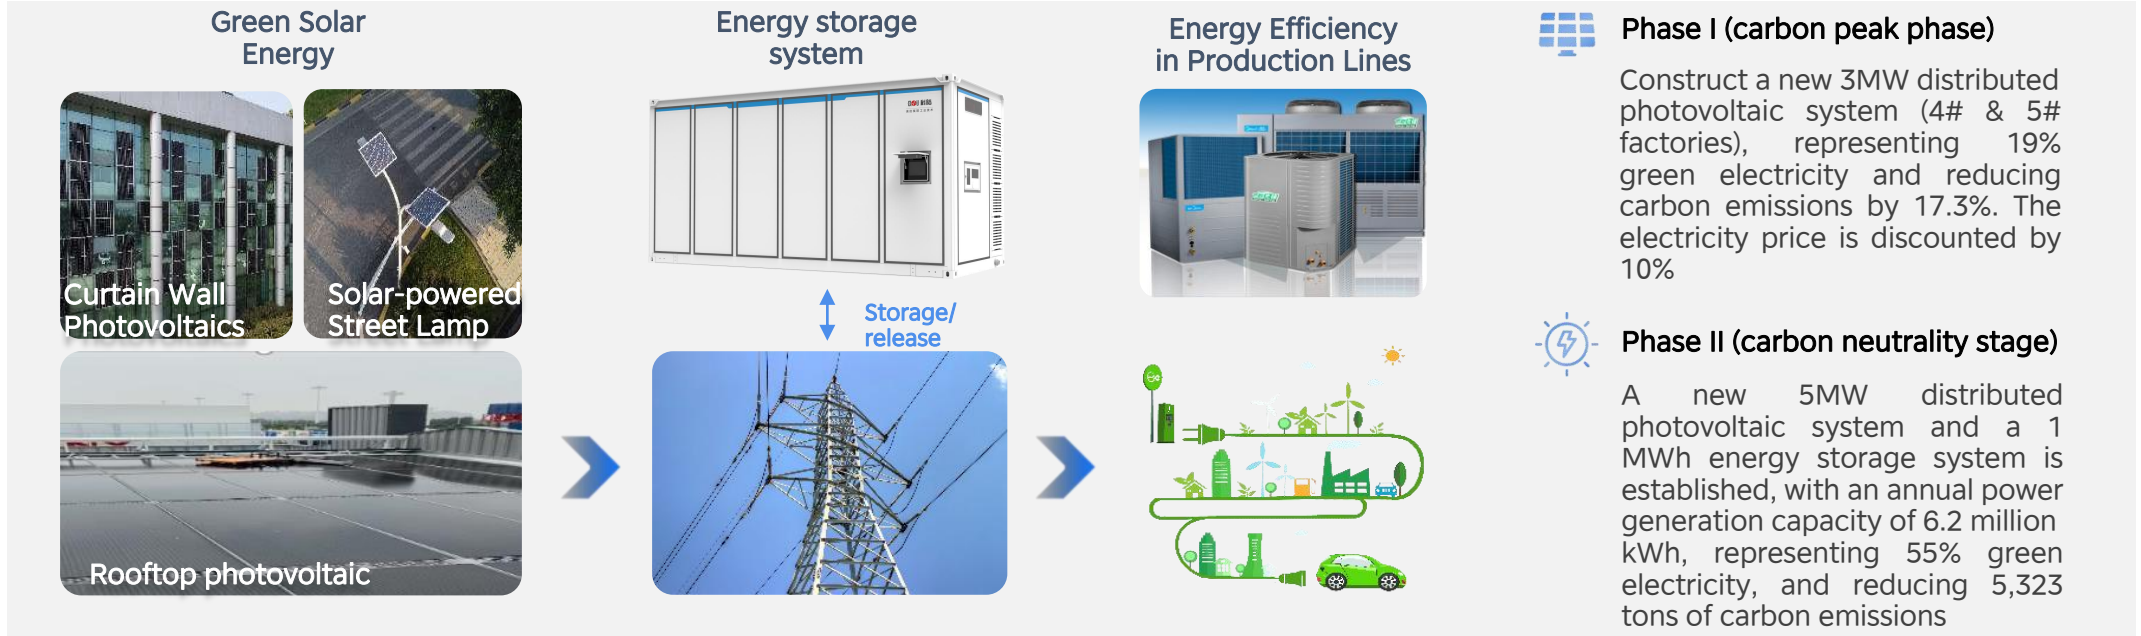 Green Solar
Energy
Curtain Wall
Photovoltaics
Solar-powered
Street Lamp
Rooftop photovoltaic
Energy storage
system
Storage/
release
Energy Efficiency
in Production Lines
Phase I (carbon peak phase)
Construct a new 3MW distributed
photovoltaic system (4# & 5#
factories), representing 19%
green electricity and reducing
carbon emissions by 17.3%. The
electricity price is discounted by
10%
Phase II (carbon neutrality stage)
A new 5MW distributed
photovoltaic system and a 1
MWh energy storage system is
established, with an annual power
generation capacity of 6.2 million
kWh, representing 55% green
electricity, and reducing 5,323
tons of carbon emissions